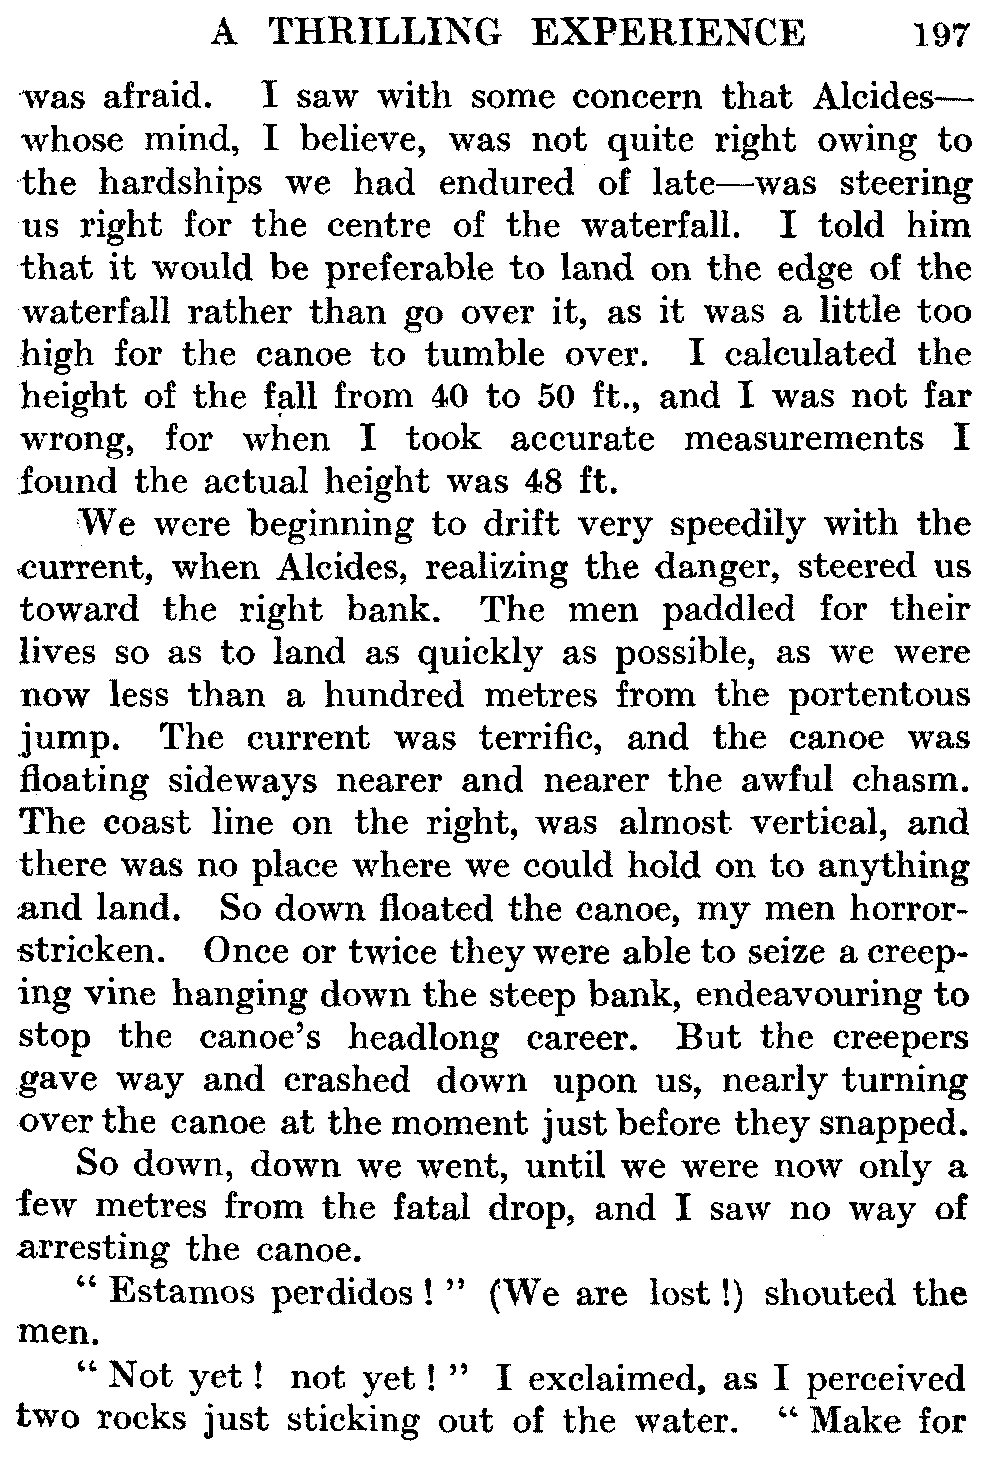 A THRILLING EXPERIENCE 197
was afraid. I saw with some concern that Alcides—
whose mind, I believe, was not quite right owing to
the hardships we had endured of late—was steering
us right for the centre of the waterfall. I told him
that it would be preferable to land on the edge of the
waterfall rather than go over it, as it was a little too
high for the canoe to tumble over. I calculated the
height of the fall from 40 to 50 ft., and I was not far
wrong, for when I took accurate measurements I
found the actual height was 48 ft.
We were beginning to drift very speedily with the
current, when Alcides, realizing the danger, steered us
toward the right bank. The men paddled for their
lives so as to land as quickly as possible, as we were
now less than a hundred metres from the portentous
jump. The current was terrific, and the canoe was
floating sideways nearer and nearer the awful chasm.
The coast line on the right, was almost vertical, and
there was no place where we could hold on to anything
and land. So down floated the canoe, my men horror-
stricken. Once or twice they were able to seize a creep-
ing vine hanging down the steep bank, endeavouring to
stop the canoe's headlong career. But the creepers
gave way and crashed down upon us, nearly turning
over the canoe at the moment just before they snapped.
So down, down we went, until we were now only a
few metres from the fatal drop, and I saw no way of
arresting the canoe.
“ Estamos perdidos ! ” (We are lost !) shouted the
men.
“ Not yet ! not yet ! ” I exclaimed, as I perceived
two rocks just sticking out of the water. “ Make for